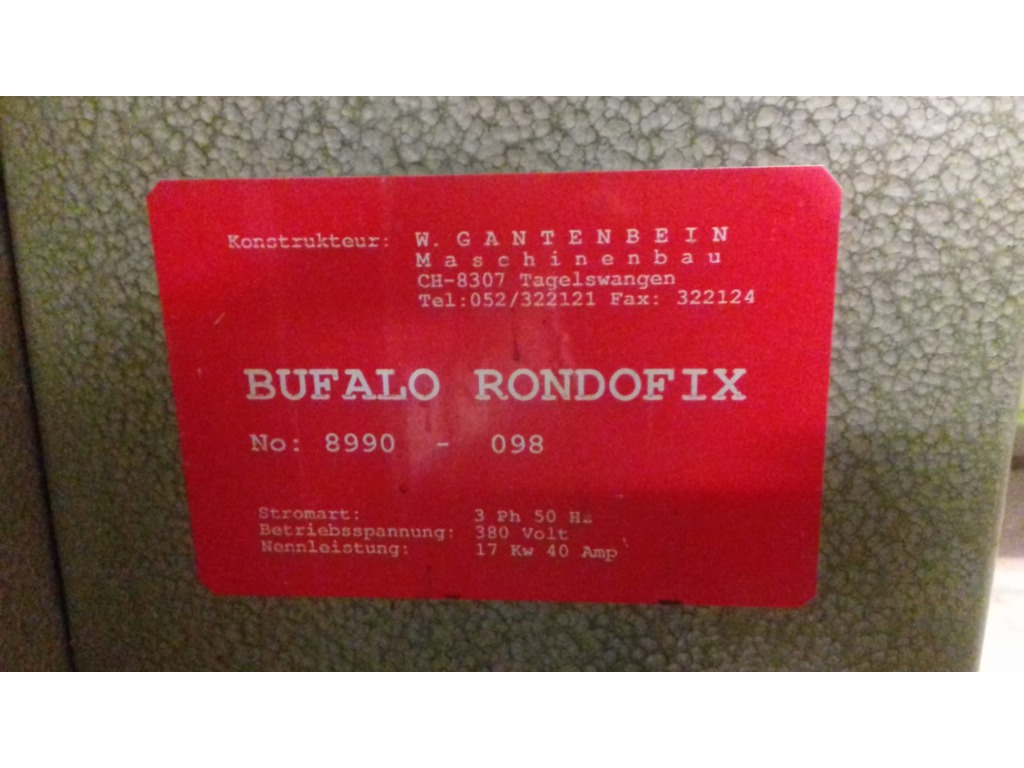 Konstrukteur: W. GANTENBEIN
Maschinenbau
CH-8307 Tagelswangen
Tel:052/322121 Fax: 322124
BUFALO RONDOFIX
No: 8990 - 098
Stromart: 3 Ph 50 Hz
Betriebsspannung: 380 Volt
Nennleistung: 17 Kw 40 Amp